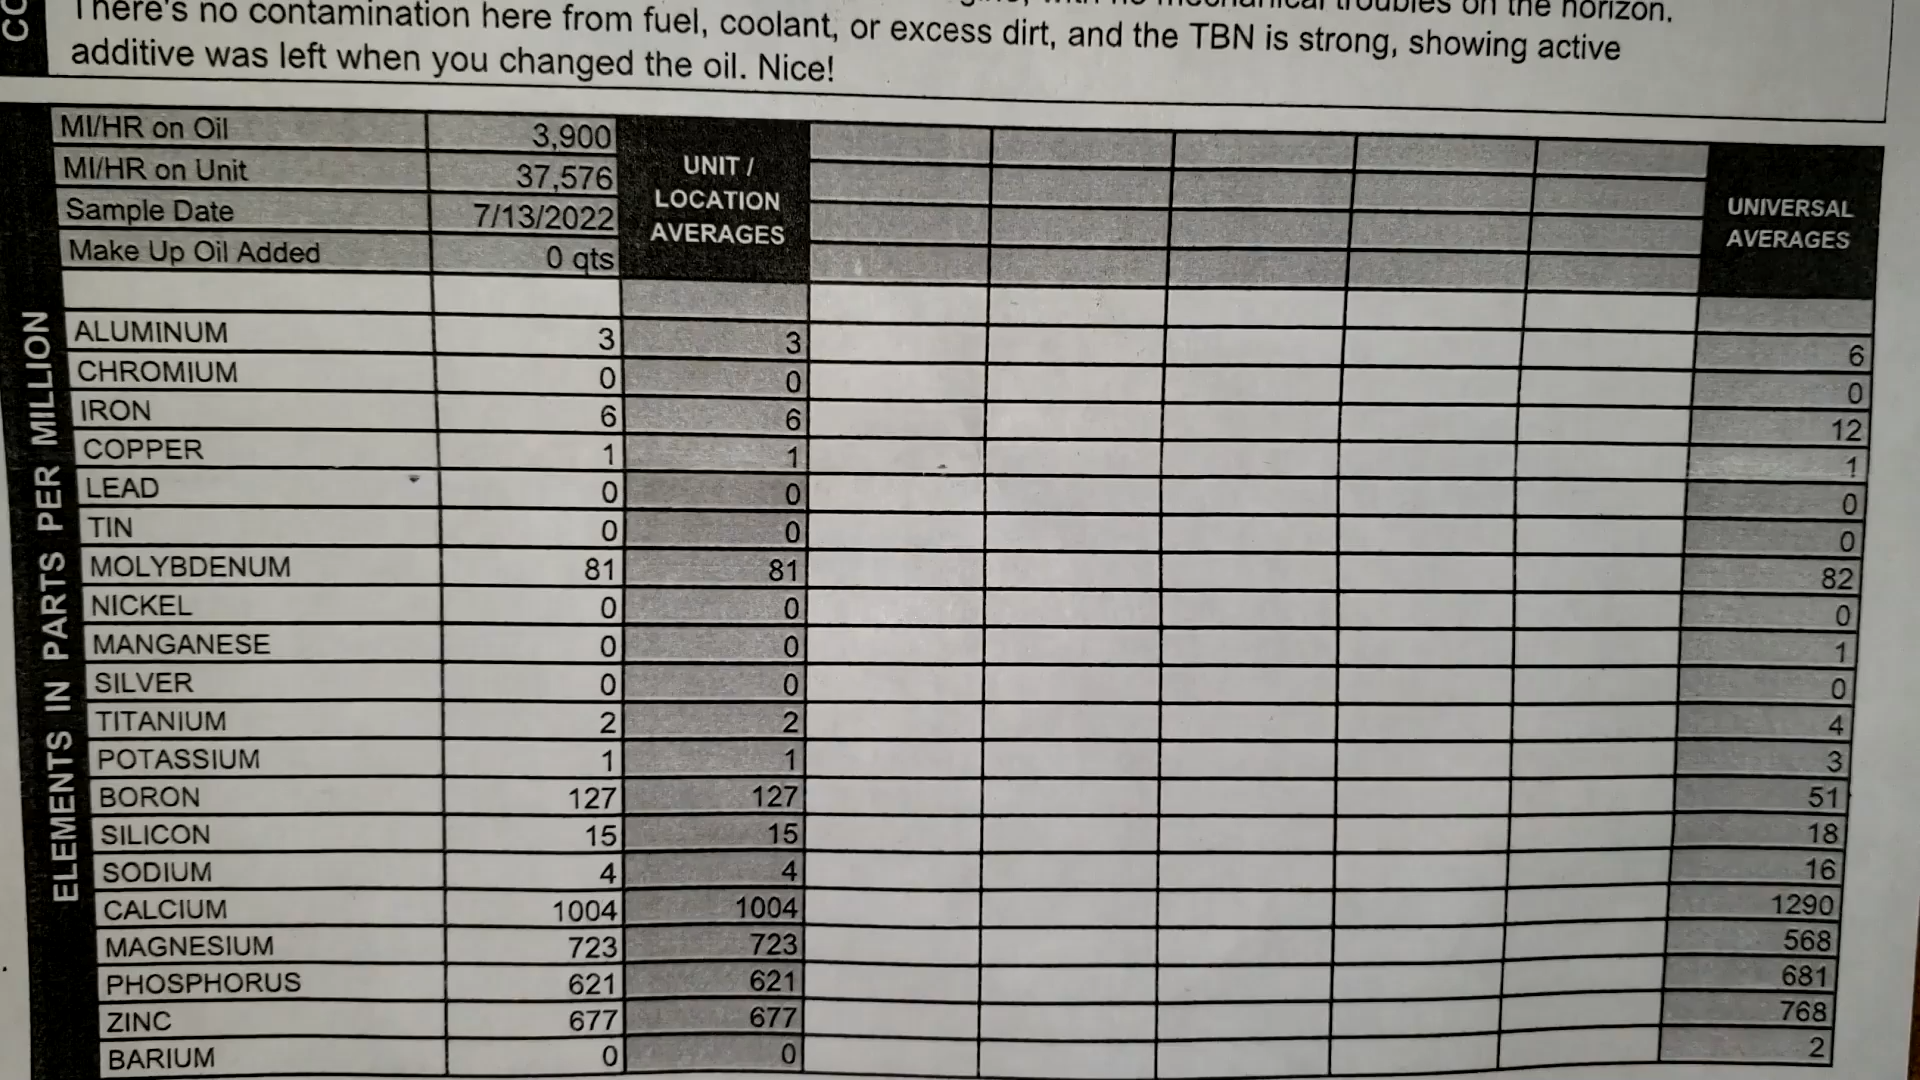 There's no contamination here from fuel, coolant, or excess dirt, and the TBN is strong, showing active
additive was left when you changed the oil. Nice!
MI/HR on Oil 3,900
MI/HR on Unit 37,576
Sample Date 7/13/2022
Make Up Oil Added 0 qts
UNIT /
LOCATION
AVERAGES
UNIVERSAL
AVERAGES
ELEMENTS IN PARTS PER MILLION
ALUMINUM 3 3 6
CHROMIUM 0 0 0
IRON 6 6 12
COPPER 1 1 1
LEAD 0 0 0
TIN 0 0 0
MOLYBDENUM 81 81 82
NICKEL 0 0 0
MANGANESE 0 0 1
SILVER 0 0 0
TITANIUM 2 2 4
POTASSIUM 1 1 3
BORON 127 127 51
SILICON 15 15 18
SODIUM 4 4 16
CALCIUM 1004 1004 1290
MAGNESIUM 723 723 568
PHOSPHORUS 621 621 681
ZINC 677 677 768
BARIUM 0 0 2